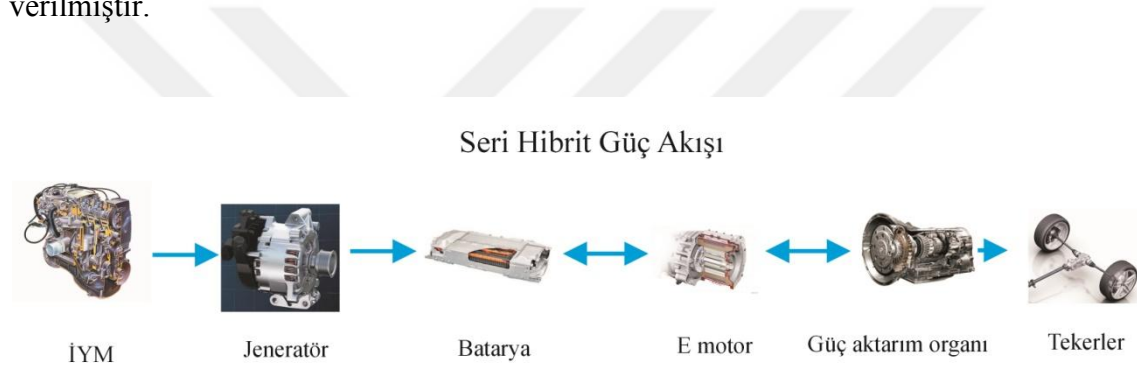 verilmiştir.
Seri Hibrit Güç Akışı
İYM Jeneratör Batarya E motor Güç aktarım organı Tekerler